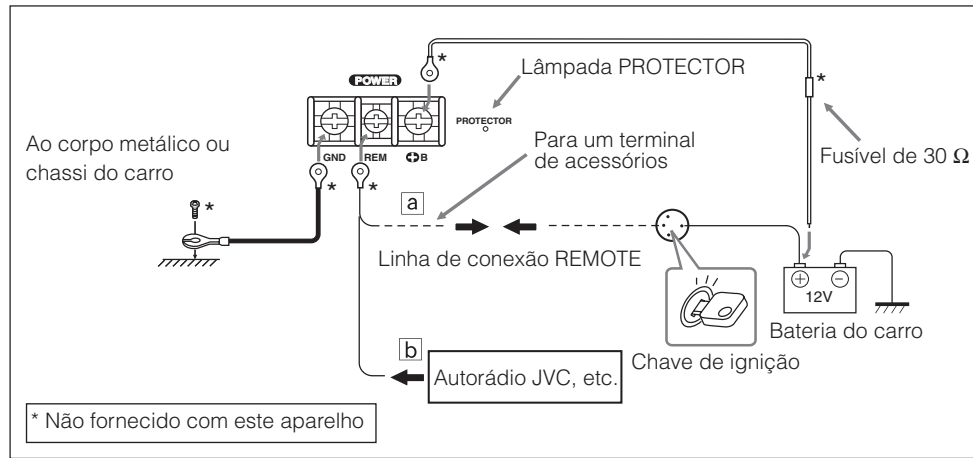 *
POWER
Lâmpada PROTECTOR
PROTECTOR
*
Ao corpo metálico ou
chassi do carro
GND REM ⊕B
Para um terminal
de acessórios
Fusível de 30 Ω
*
*
*
a
Linha de conexão REMOTE
+ −
12V
Bateria do carro
Chave de ignição
b
Autorádio JVC, etc.
* Não fornecido com este aparelho